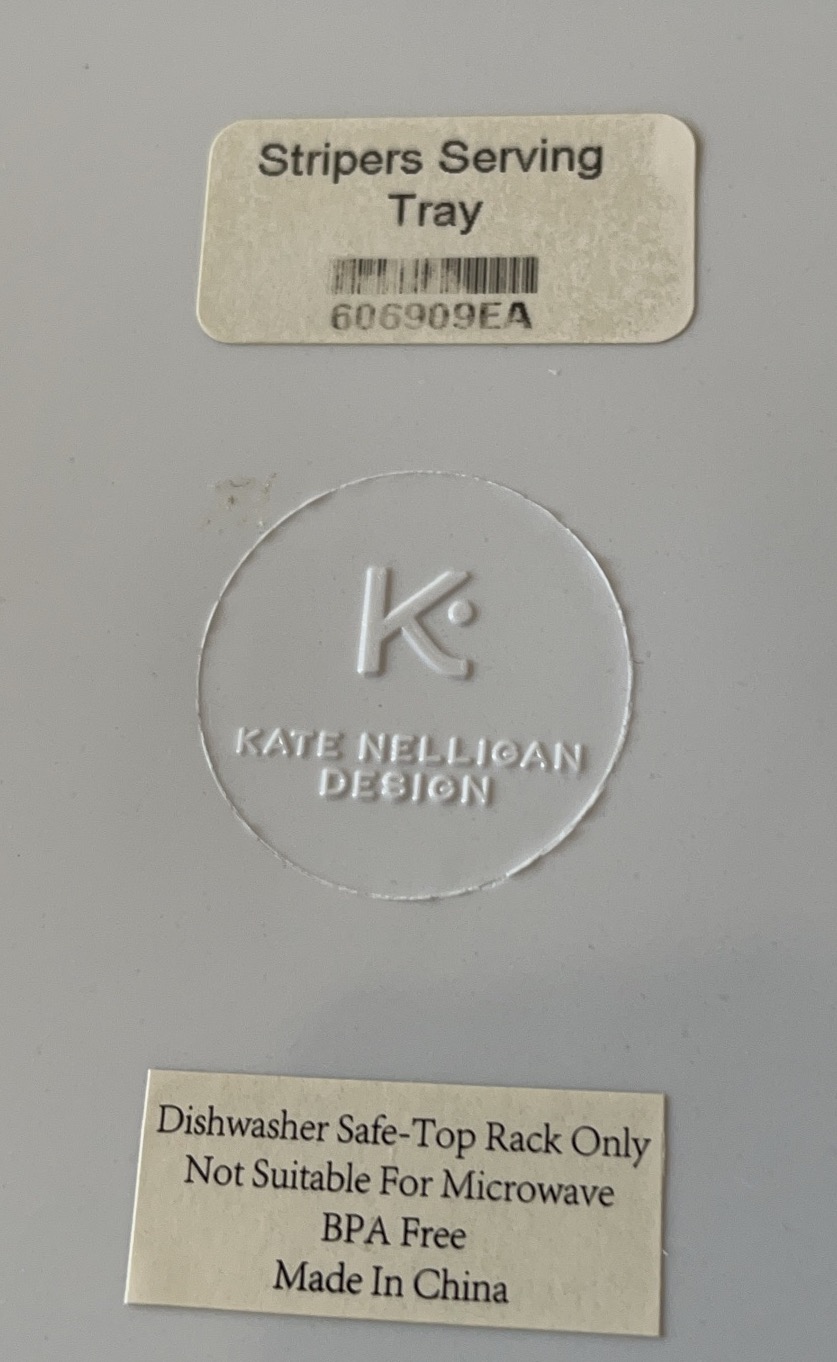 Stripers Serving
Tray
606909EA
K
KATE NELLIGAN
DESIGN
Dishwasher Safe-Top Rack Only
Not Suitable For Microwave
BPA Free
Made In China